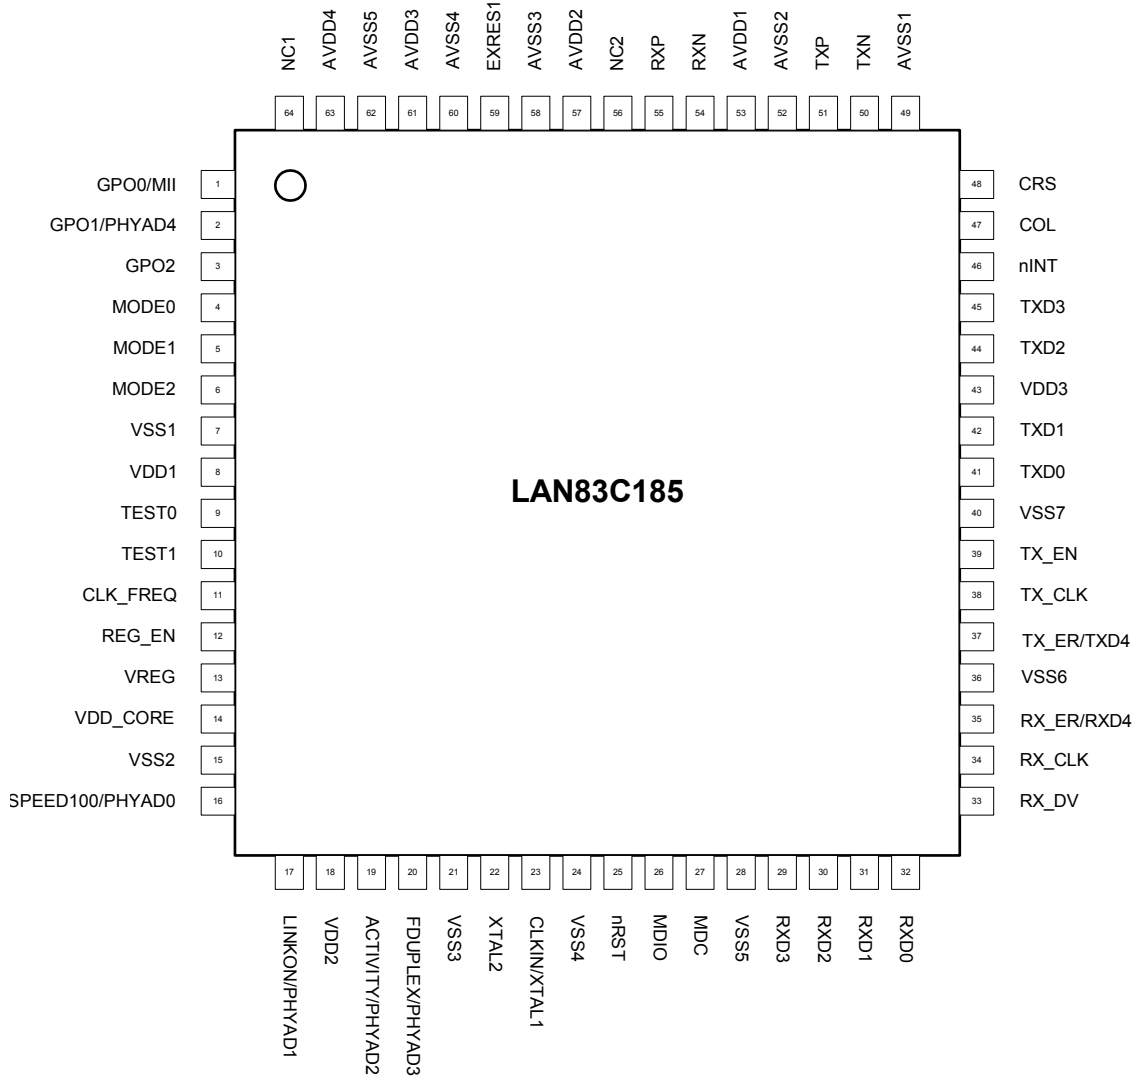 NC1 AVDD4 AVSS5 AVDD3 AVSS4 EXRES1 AVSS3 AVDD2 NC2 RXP RXN AVDD1 AVSS2 TXP TXN AVSS1
64 63 62 61 60 59 58 57 56 55 54 53 52 51 50 49
GPO0/MII 1 48 CRS
GPO1/PHYAD4 2 47 COL
GPO2 3 46 nINT
MODE0 4 45 TXD3
MODE1 5 44 TXD2
MODE2 6 43 VDD3
VSS1 7 42 TXD1
VDD1 8 41 TXD0
LAN83C185
TEST0 9 40 VSS7
TEST1 10 39 TX_EN
CLK_FREQ 11 38 TX_CLK
REG_EN 12 37 TX_ER/TXD4
VREG 13 36 VSS6
VDD_CORE 14 35 RX_ER/RXD4
VSS2 15 34 RX_CLK
SPEED100/PHYAD0 16 33 RX_DV
17 18 19 20 21 22 23 24 25 26 27 28 29 30 31 32
LINKON/PHYAD1 VDD2 ACTIVITY/PHYAD2 FDUPLEX/PHYAD3 VSS3 XTAL2 CLKIN/XTAL1 VSS4 nRST MDIO MDC VSS5 RXD3 RXD2 RXD1 RXD0